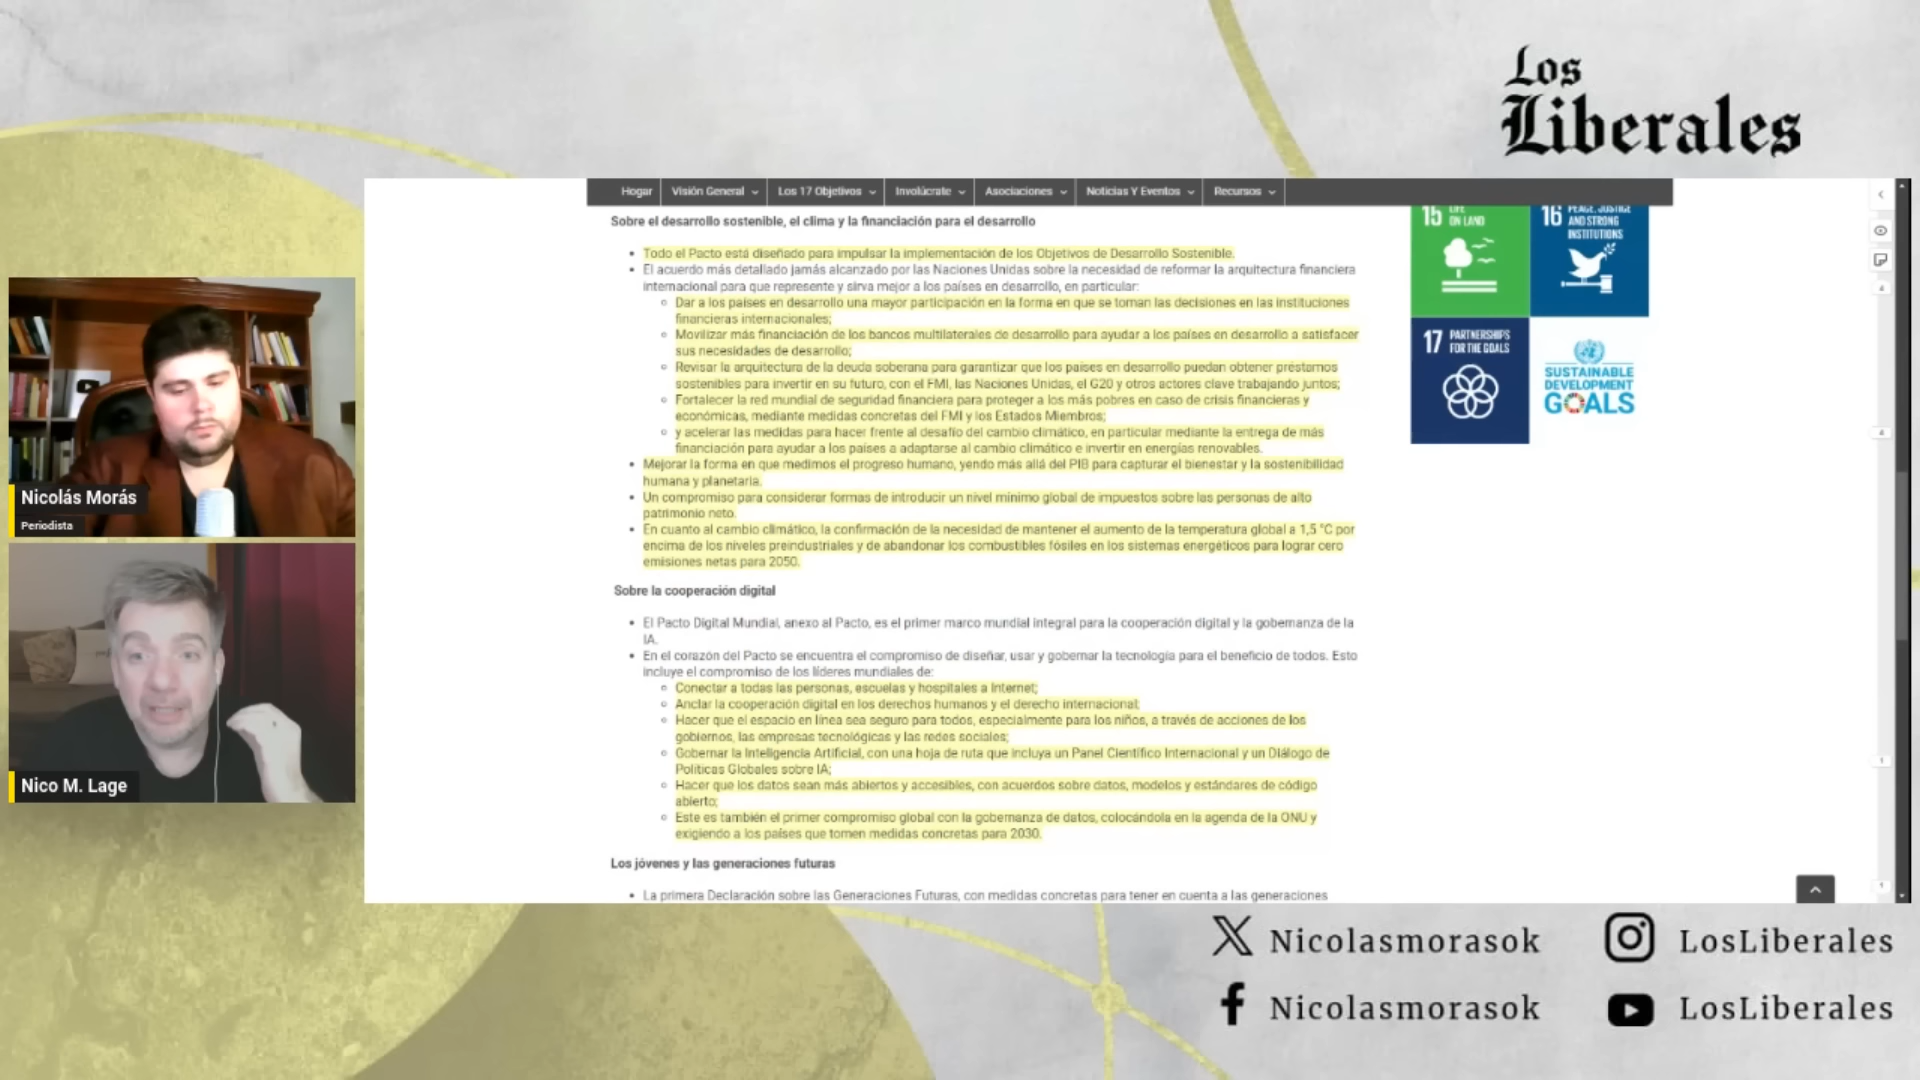 Los
Liberales
Hogar
Visión General
Los 17 Objetivos
Involúcrate
Asociaciones
Noticias Y Eventos
Recursos
Sobre el desarrollo sostenible, el clima y la financiación para el desarrollo
Todo el Pacto está diseñado para impulsar la implementación de los Objetivos de Desarrollo Sostenible.
El acuerdo más detallado jamás alcanzado por las Naciones Unidas sobre la necesidad de reformar la arquitectura financiera
internacional para que represente y sirva mejor a los países en desarrollo, en particular:
Dar a los países en desarrollo una mayor participación en la forma en que se toman las decisiones en las instituciones
financieras internacionales;
Movilizar más financiación de los bancos multilaterales de desarrollo para ayudar a los países en desarrollo a satisfacer
sus necesidades de desarrollo;
Revisar la arquitectura de la deuda soberana para garantizar que los países en desarrollo puedan obtener préstamos
sostenibles para invertir en su futuro, con el FMI, las Naciones Unidas, el G20 y otros actores clave trabajando juntos;
Fortalecer la red mundial de seguridad financiera para proteger a los más pobres en caso de crisis financieras y
económicas, mediante medidas concretas del FMI y los Estados Miembros;
y acelerar las medidas para hacer frente al desafío del cambio climático, en particular mediante la entrega de más
financiación para ayudar a los países a adaptarse al cambio climático e invertir en energías renovables.
Mejorar la forma en que medimos el progreso humano, yendo más allá del PIB para capturar el bienestar y la sostenibilidad
humana y planetaria.
Un compromiso para considerar formas de introducir un nivel mínimo global de impuestos sobre las personas de alto
patrimonio neto.
En cuanto al cambio climático, la confirmación de la necesidad de mantener el aumento de la temperatura global a 1,5 °C por
encima de los niveles preindustriales y de abandonar los combustibles fósiles en los sistemas energéticos para lograr cero
emisiones netas para 2050.
Sobre la cooperación digital
El Pacto Digital Mundial, anexo al Pacto, es el primer marco mundial integral para la cooperación digital y la gobernanza de la
IA.
En el corazón del Pacto se encuentra el compromiso de diseñar, usar y gobernar la tecnología para el beneficio de todos. Esto
incluye el compromiso de los líderes mundiales de:
Conectar a todas las personas, escuelas y hospitales a Internet;
Anclar la cooperación digital en los derechos humanos y el derecho internacional;
Hacer que el espacio en línea sea seguro para todos, especialmente para los niños, a través de acciones de los
gobiernos, las empresas tecnológicas y las redes sociales;
Gobernar la Inteligencia Artificial, con una hoja de ruta que incluya un Panel Científico Internacional y un Diálogo de
Políticas Globales sobre IA;
Hacer que los datos sean más abiertos y accesibles, con acuerdos sobre datos, modelos y estándares de código
abierto;
Este es también el primer compromiso global con la gobernanza de datos, colocándola en la agenda de la ONU y
exigiendo a los países que tomen medidas concretas para 2030.
Los jóvenes y las generaciones futuras
La primera Declaración sobre las Generaciones Futuras, con medidas concretas para tener en cuenta a las generaciones
15 LIFE
ON LAND
16 PEACE, JUSTICE
AND STRONG
INSTITUTIONS
17 PARTNERSHIPS
FOR THE GOALS
SUSTAINABLE
DEVELOPMENT
GOALS
Nicolás Morás
Periodista
Nico M. Lage
Nicolasmorasok
LosLiberales
Nicolasmorasok
LosLiberales